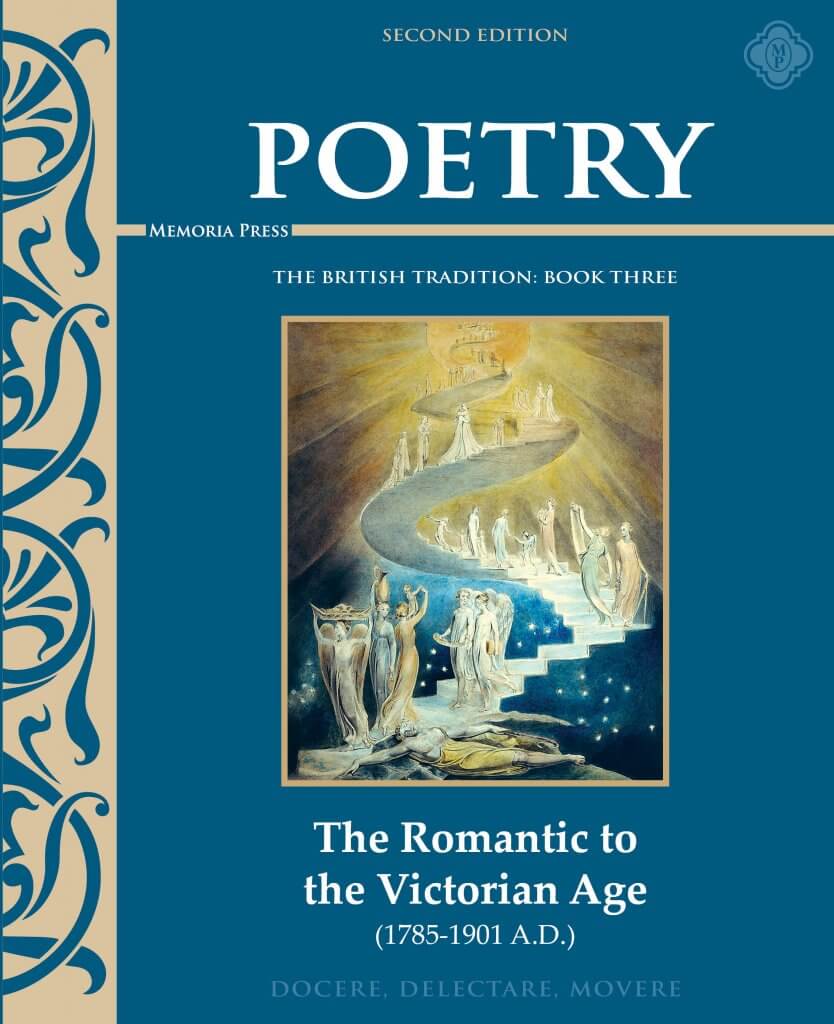 SECOND EDITION
MP
POETRY
MEMORIA PRESS
THE BRITISH TRADITION: BOOK THREE
The Romantic to
the Victorian Age
(1785-1901 A.D.)
DOCERE, DELECTARE, MOVERE